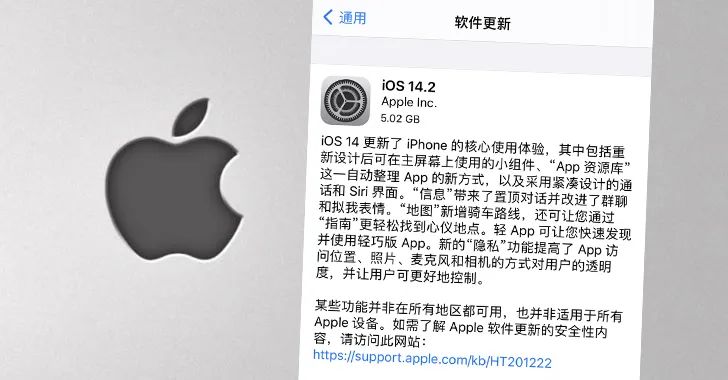 通用
软件更新
iOS 14.2
Apple Inc.
5.02 GB
iOS 14 更新了 iPhone 的核心使用体验，其中包括重
新设计后可在主屏幕上使用的小组件、“App 资源库”
这一自动整理 App 的新方式，以及采用紧凑设计的通
话和 Siri 界面。“信息”带来了置顶对话并改进了群聊
和拟我表情。“地图”新增骑车路线，还可让您通过
“指南”更轻松找到心仪地点。轻 App 可让您快速发现
并使用轻巧版 App。新的“隐私”功能提高了 App 访
问位置、照片、麦克风和相机的方式对用户的透明
度，并让用户可更好地控制。
某些功能并非在所有地区都可用，也并非适用于所有
Apple 设备。如需了解 Apple 软件更新的安全性内
容，请访问此网站：
https://support.apple.com/kb/HT201222